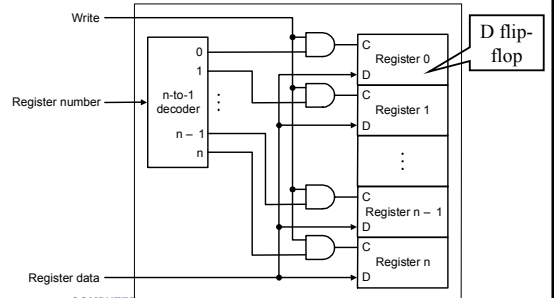 Write
0
1
n-to-1
decoder
n – 1
n
Register number
Register data
C
Register 0
D
C
Register 1
D
C
Register n – 1
D
C
Register n
D
D flip-
flop